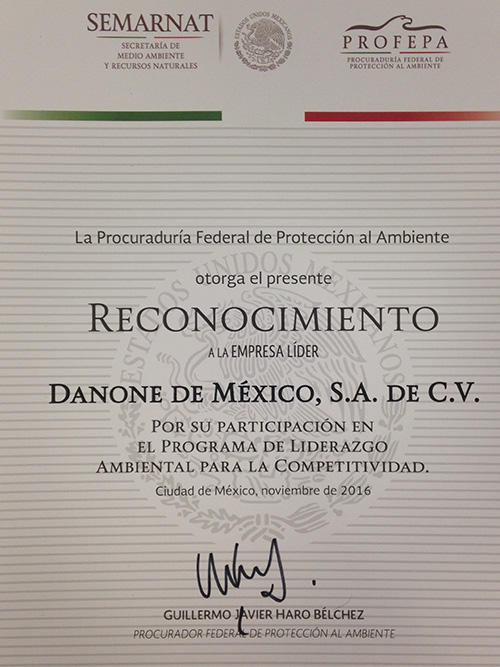 SEMARNAT
SECRETARÍA DE
MEDIO AMBIENTE
Y RECURSOS NATURALES
ESTADOS UNIDOS MEXICANOS
PROFEPA
PROCURADURÍA FEDERAL DE
PROTECCIÓN AL AMBIENTE
La Procuraduría Federal de Protección al Ambiente
otorga el presente
RECONOCIMIENTO
A LA EMPRESA LÍDER
DANONE DE MÉXICO, S.A. DE C.V.
POR SU PARTICIPACIÓN EN
EL PROGRAMA DE LIDERAZGO
AMBIENTAL PARA LA COMPETITIVIDAD.
Ciudad de México, noviembre de 2016
ESTADOS UNIDOS MEXICANOS
GUILLERMO JAVIER HARO BÉLCHEZ
PROCURADOR FEDERAL DE PROTECCIÓN AL AMBIENTE